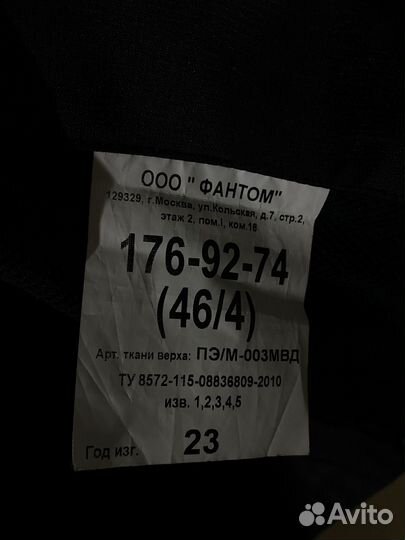 ООО " ФАНТОМ"
129329, г.Москва, ул.Кольская, д.7, стр.2,
этаж 2, пом.I, ком.18
176-92-74
(46/4)
Арт. ткани верха: ПЭ/М-003МВД
ТУ 8572-115-08836809-2010
изв. 1,2,3,4,5
Год изг. 23
Avito